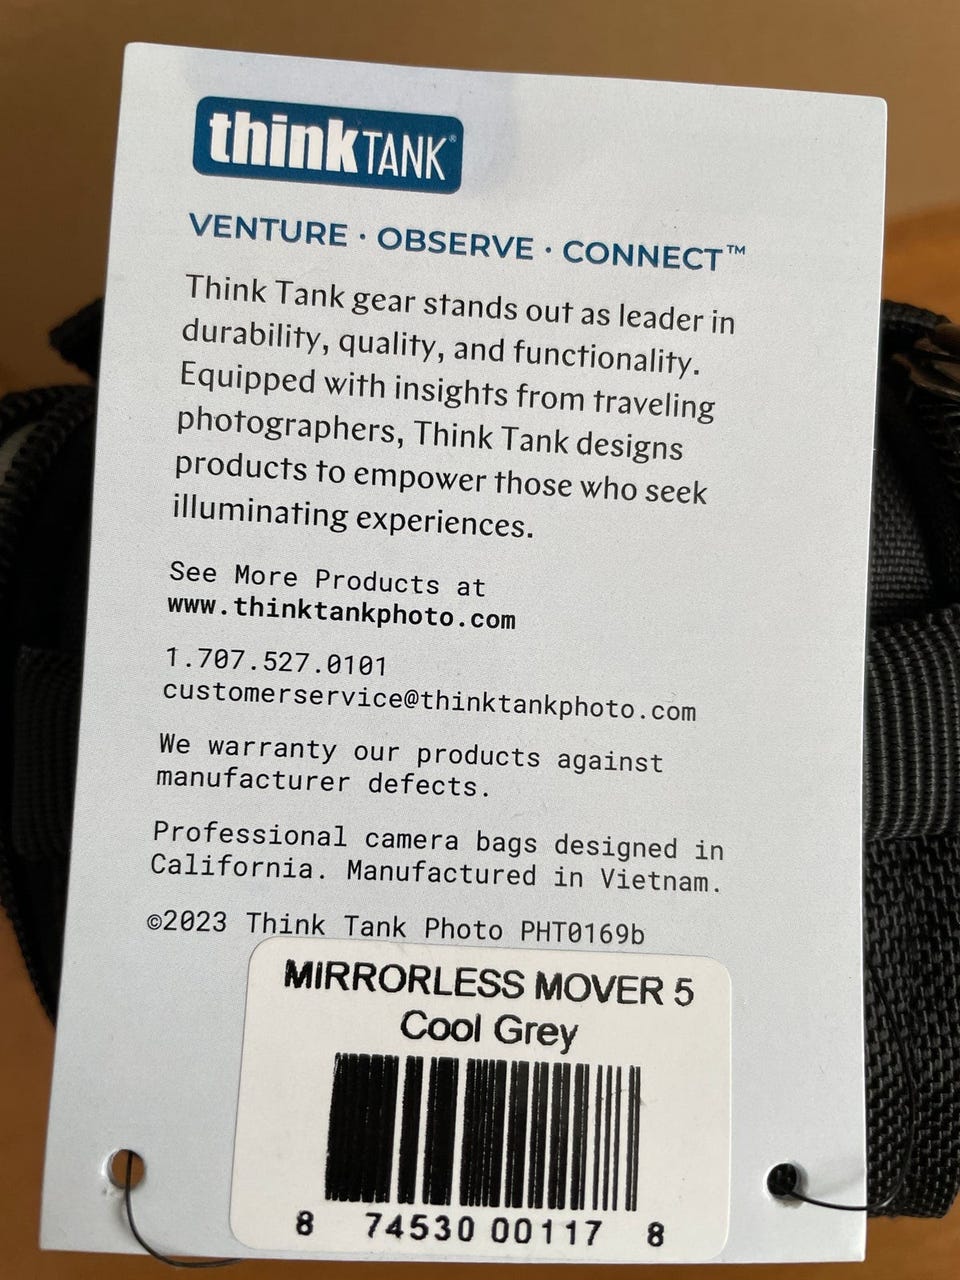 thinkTANK®
VENTURE · OBSERVE · CONNECT™
Think Tank gear stands out as leader in
durability, quality, and functionality.
Equipped with insights from traveling
photographers, Think Tank designs
products to empower those who seek
illuminating experiences.
See More Products at
www.thinktankphoto.com
1.707.527.0101
customerservice@thinktankphoto.com
We warranty our products against
manufacturer defects.
Professional camera bags designed in
California. Manufactured in Vietnam.
©2023 Think Tank Photo PHT0169b
MIRRORLESS MOVER 5
Cool Grey
8 74530 00117 8